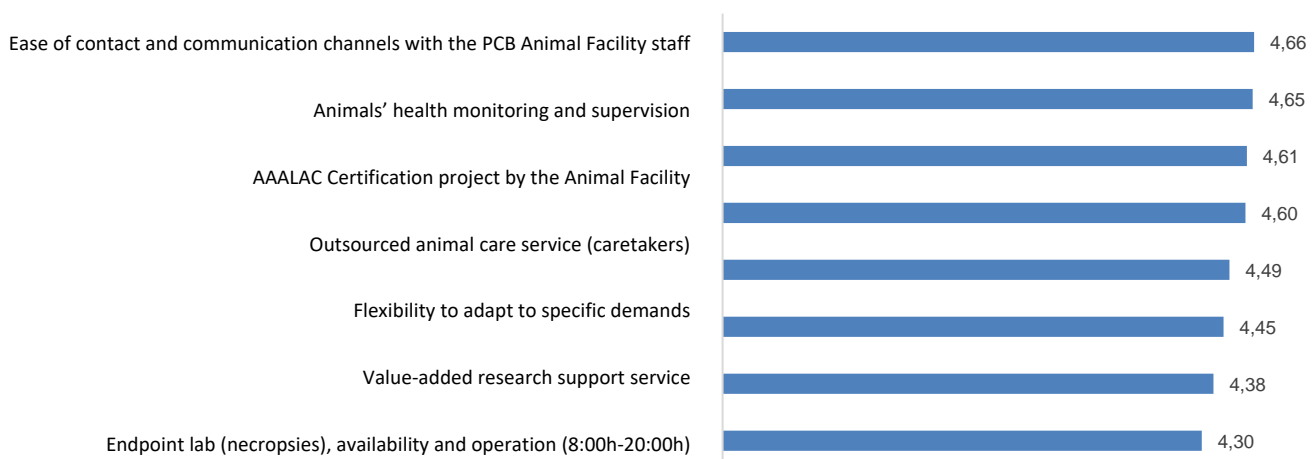 Ease of contact and communication channels with the PCB Animal Facility staff
4,66
Animals’ health monitoring and supervision
4,65
4,61
AAALAC Certification project by the Animal Facility
4,60
Outsourced animal care service (caretakers)
4,49
Flexibility to adapt to specific demands
4,45
Value-added research support service
4,38
Endpoint lab (necropsies), availability and operation (8:00h-20:00h)
4,30